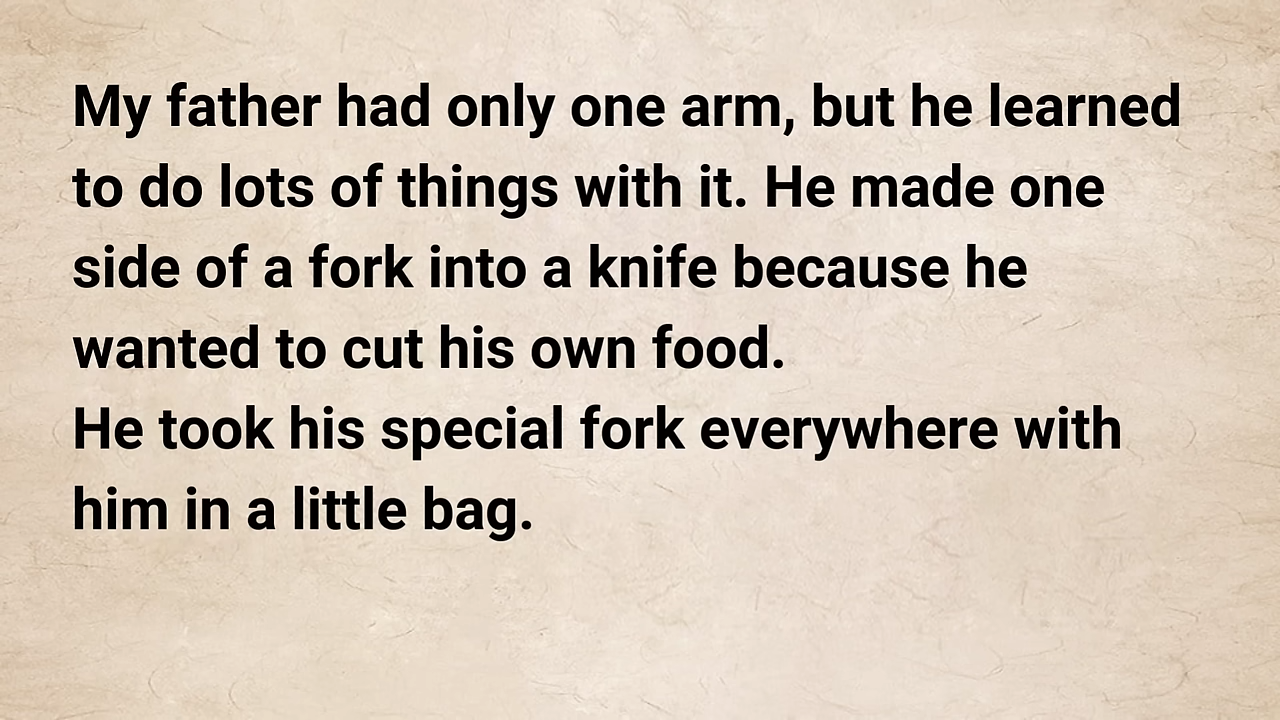 My father had only one arm, but he learned
to do lots of things with it. He made one
side of a fork into a knife because he
wanted to cut his own food.
He took his special fork everywhere with
him in a little bag.